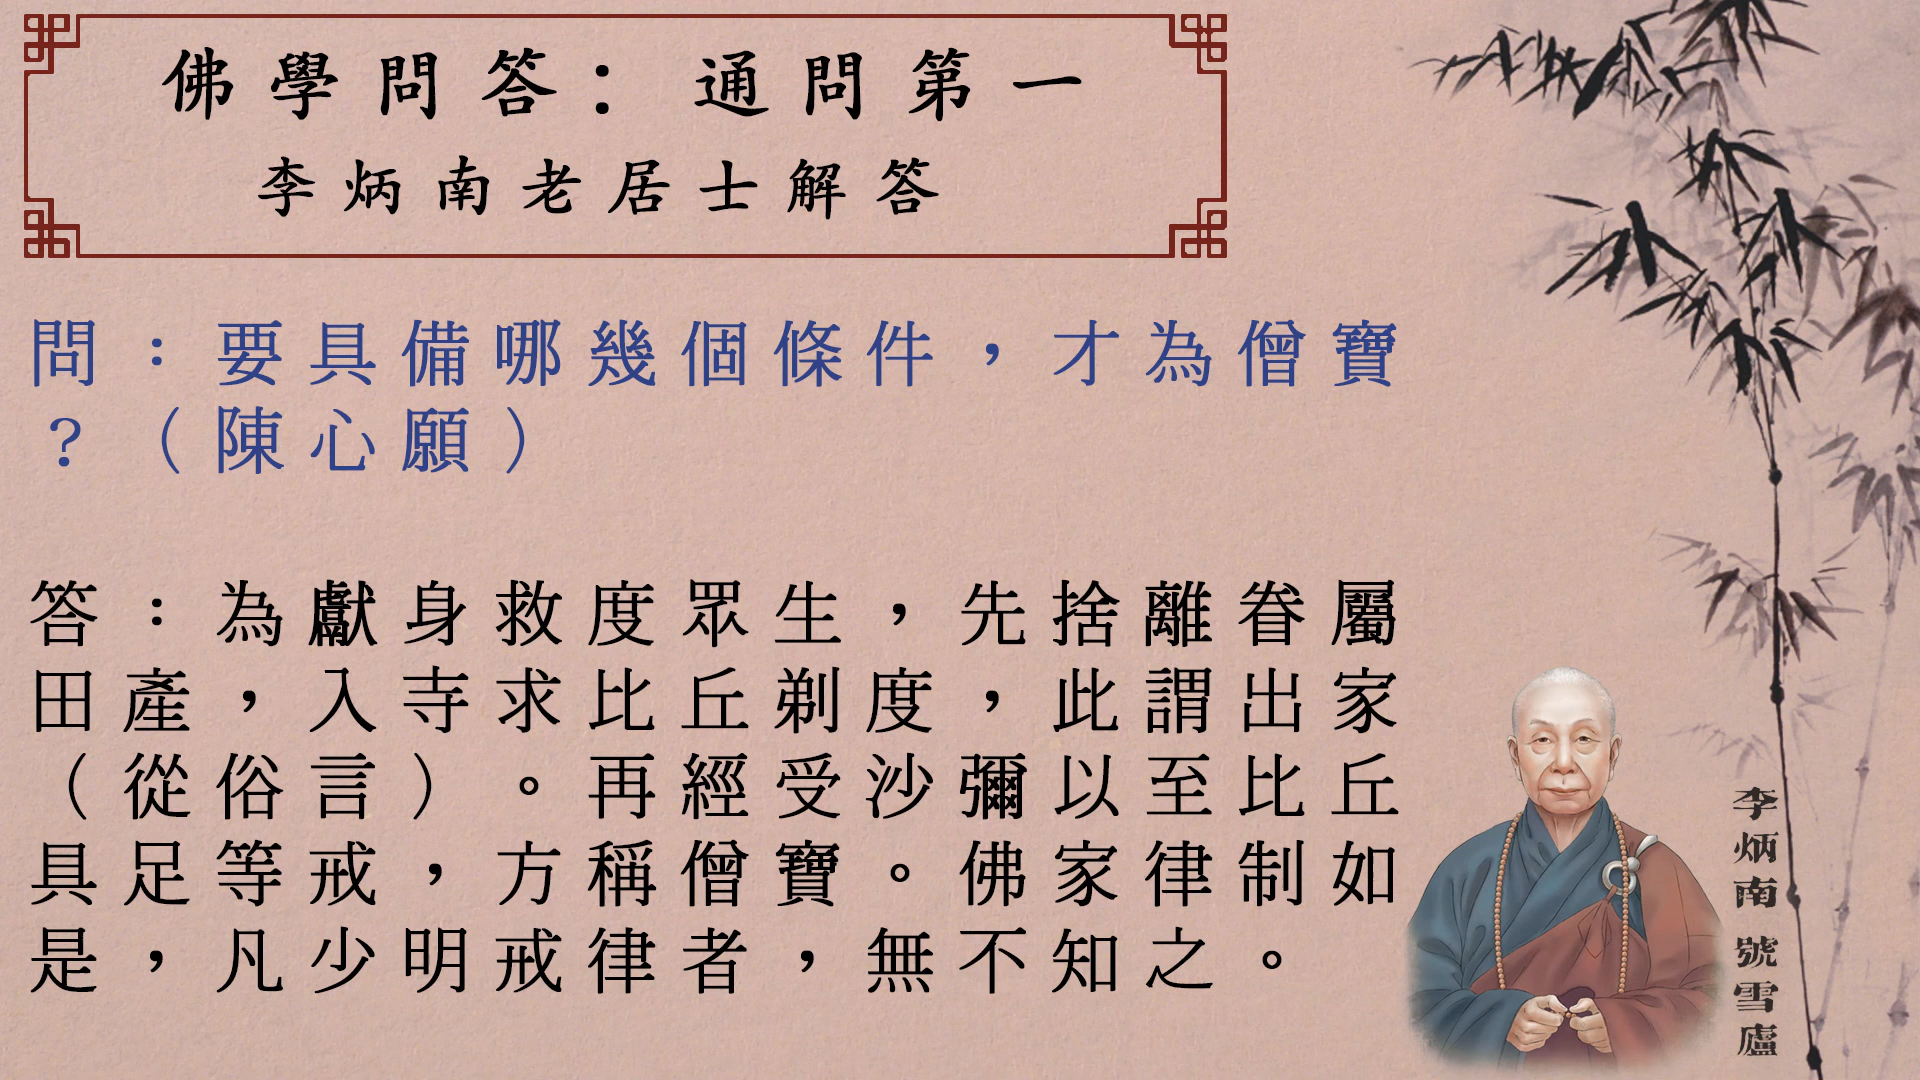 佛學問答：通問第一
李炳南老居士解答
問：要具備哪幾個條件，才為僧寶
？（陳心願）
答：為獻身救度眾生，先捨離眷屬
田產，入寺求比丘剃度，此謂出家
（從俗言）。再經受沙彌以至比丘
具足等戒，方稱僧寶。佛家律制如
是，凡少明戒律者，無不知之。
李炳南 號雪廬